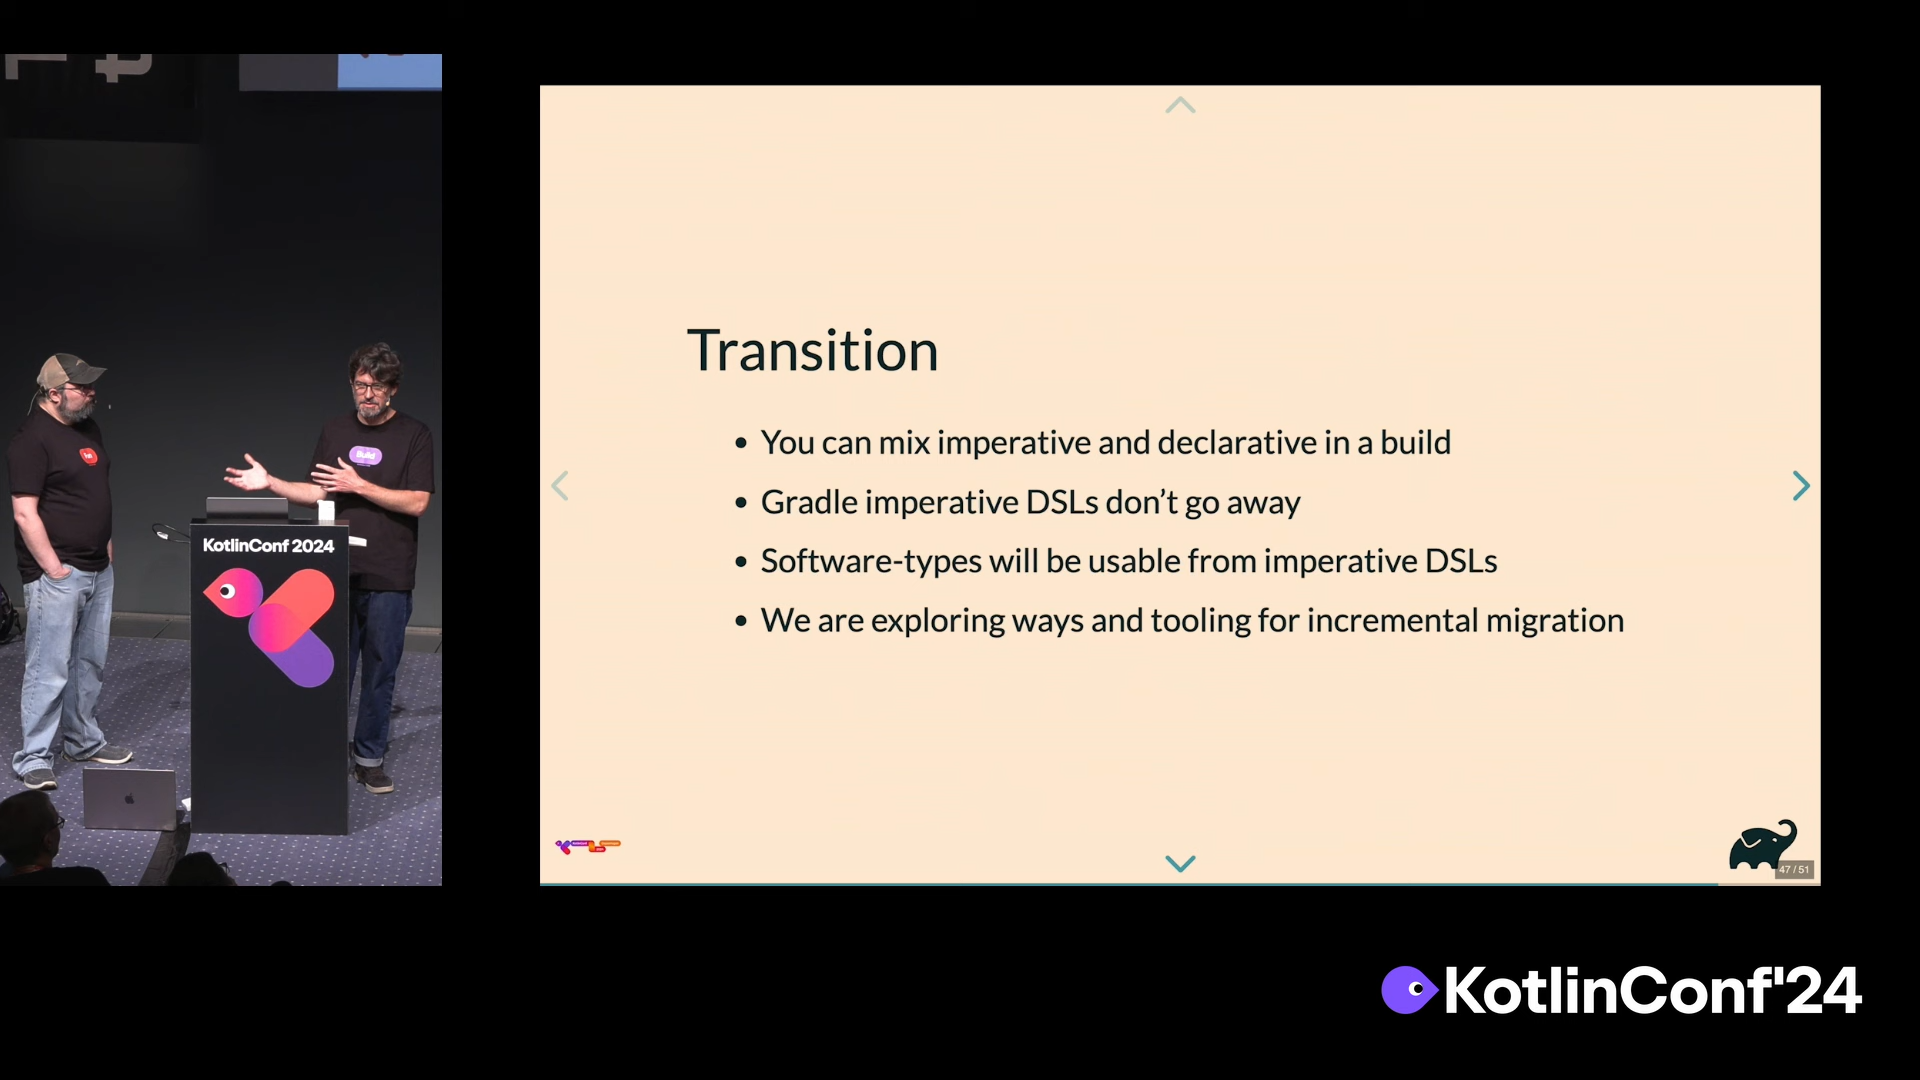 Transition
You can mix imperative and declarative in a build
Gradle imperative DSLs don’t go away
Software-types will be usable from imperative DSLs
We are exploring ways and tooling for incremental migration
47 / 51
Build
KotlinConf 2024
KotlinConf'24